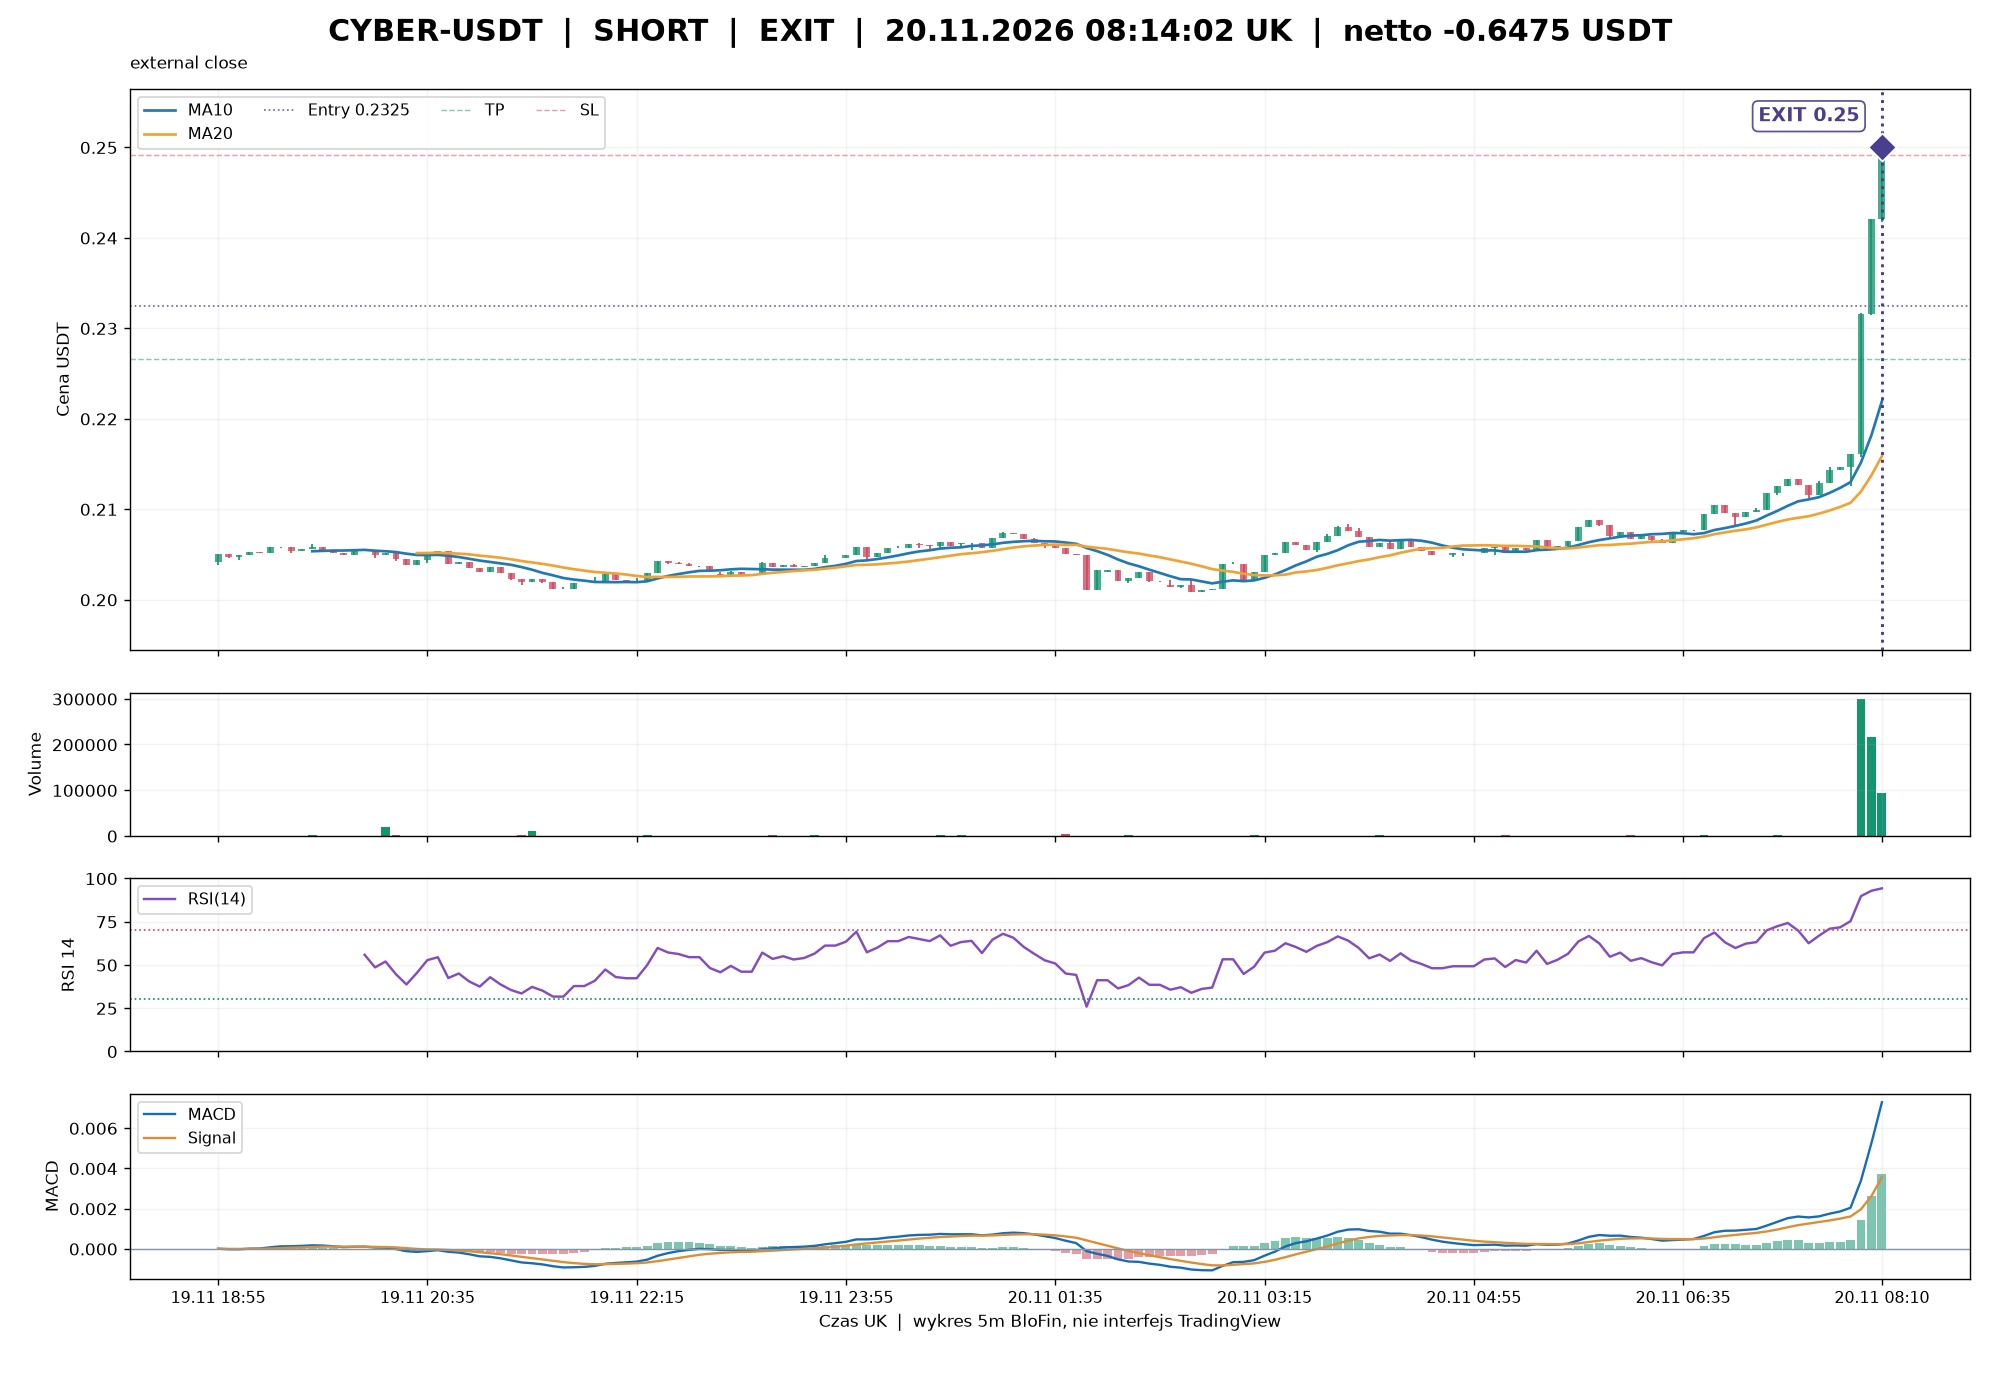 CYBER-USDT | SHORT | EXIT | 20.11.2026 08:14:02 UK | netto -0.6475 USDT
external close
MA10
MA20
Entry 0.2325
TP
SL
EXIT 0.25
Cena USDT
0.25
0.24
0.23
0.22
0.21
0.20
Volume
300000
200000
100000
0
RSI(14)
RSI 14
100
75
50
25
0
MACD
Signal
MACD
0.006
0.004
0.002
0.000
19.11 18:55
19.11 20:35
19.11 22:15
19.11 23:55
20.11 01:35
20.11 03:15
20.11 04:55
20.11 06:35
20.11 08:10
Czas UK | wykres 5m BloFin, nie interfejs TradingView